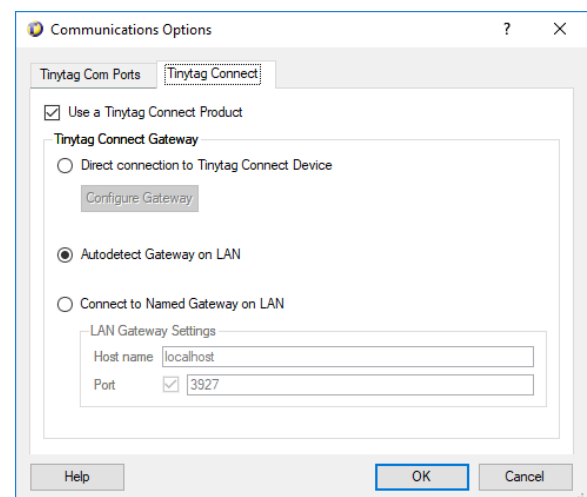 Communications Options
Tinytag Com Ports Tinytag Connect
Use a Tinytag Connect Product
Tinytag Connect Gateway
Direct connection to Tinytag Connect Device
Configure Gateway
Autodetect Gateway on LAN
Connect to Named Gateway on LAN
LAN Gateway Settings
Host name localhost
Port 3927
Help OK Cancel